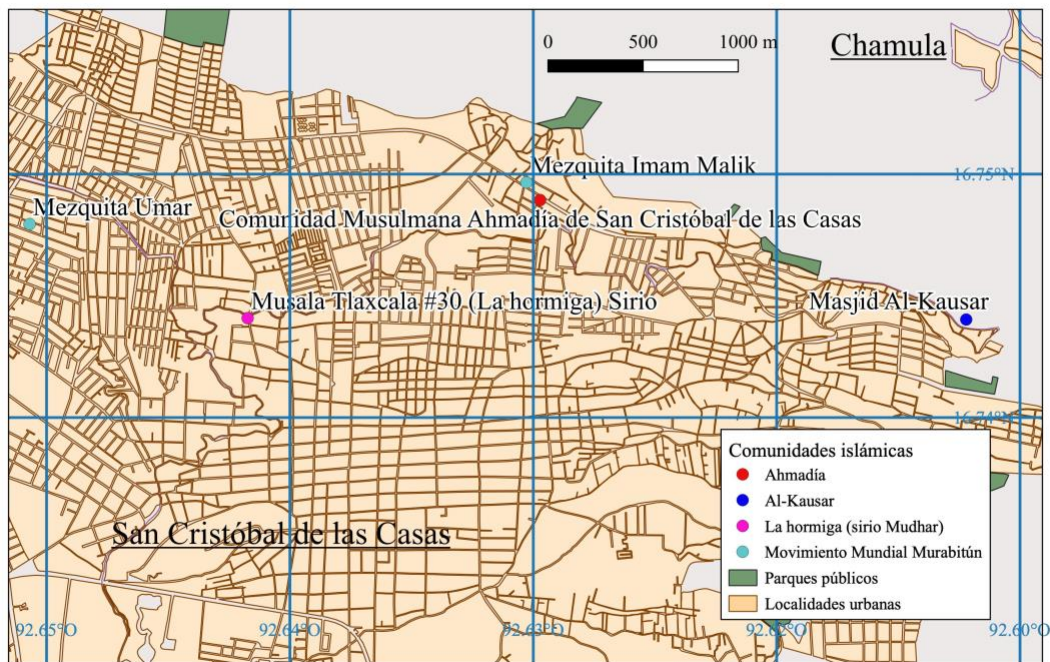 0 500 1000 m
Chamula
Mezquita Imam Malik
16.75°N
Mezquita Umar
Comunidad Musulmana Ahmadía de San Cristóbal de las Casas
Musala Tlaxcala #30 (La hormiga) Sirio
Masjid Al-Kausar
16.74°N
Comunidades islámicas
Ahmadía
Al-Kausar
La hormiga (sirio Mudhar)
Movimiento Mundial Murabitún
Parques públicos
Localidades urbanas
San Cristóbal de las Casas
92.65°O 92.64°O 92.63°O 92.62°O 92.60°O